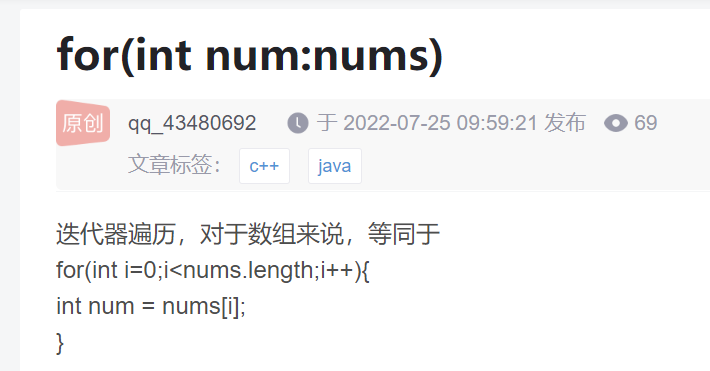 for(int num:nums)
原创 qq_43480692 于 2022-07-25 09:59:21 发布 69
文章标签： c++ java
迭代器遍历，对于数组来说，等同于
for(int i=0;i<nums.length;i++){
int num = nums[i];
}